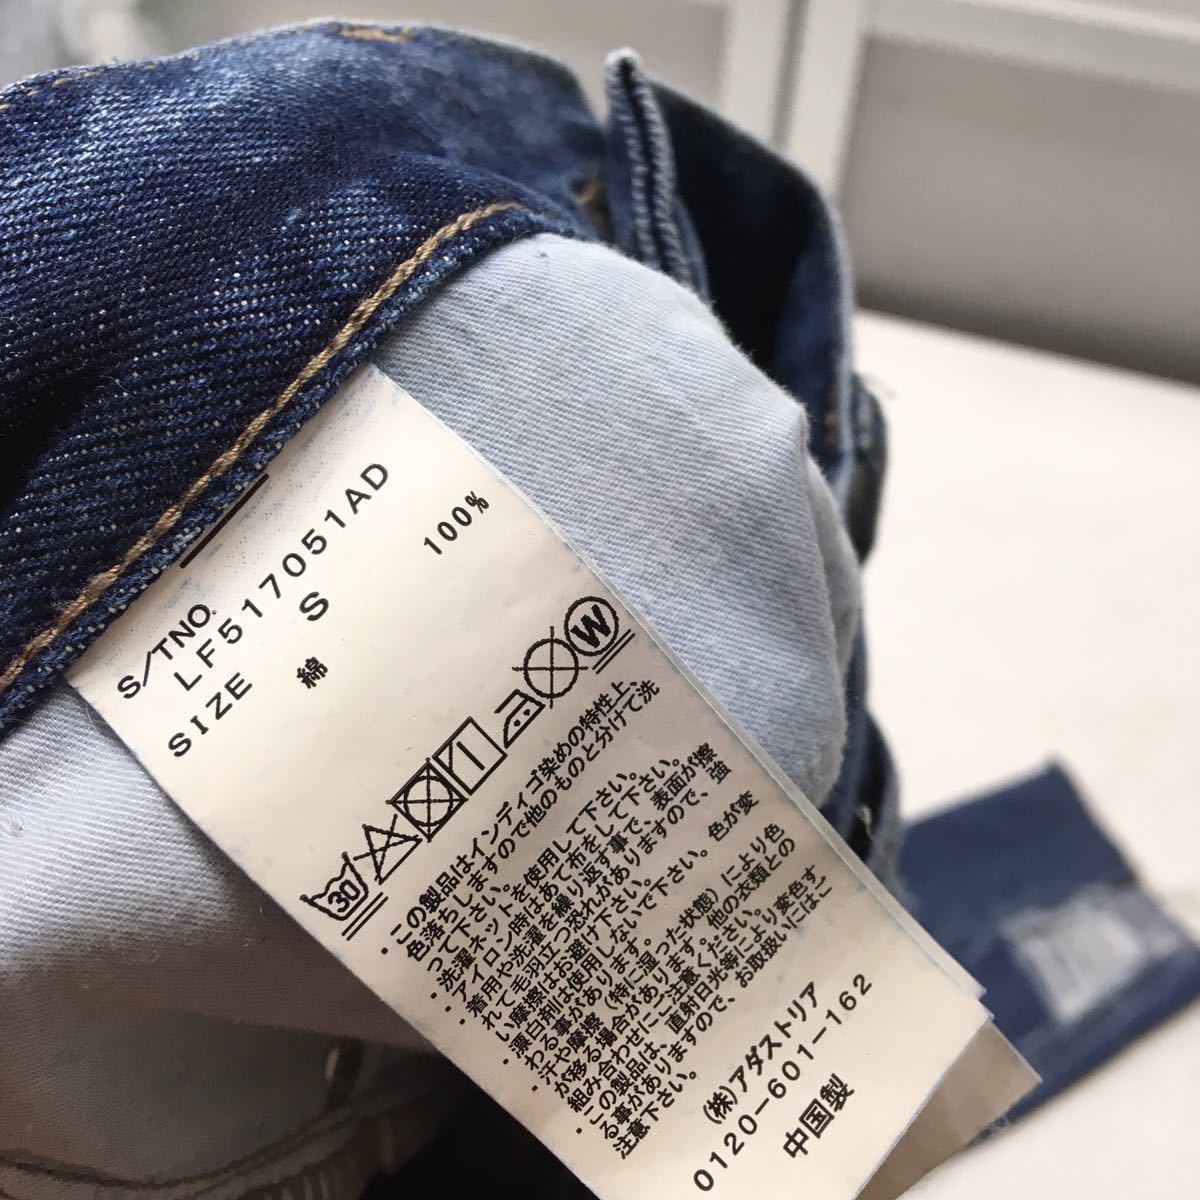 S/TNO.
LF517051AD
SIZE S
綿 100%
30 W
・この製品はインディゴ染めの特性上、
色落ちしますので他のものと分けて洗
って下さい。
・洗濯ネットを使用して下さい。
・アイロン時はあて布をして下さい。
・着用や洗濯を繰り返す事で、表面が擦
れて毛羽立つ恐れがありますので、強
い摩擦はお避け下さい。
・漂白剤は使用しないで下さい。色が変
わる事があります。
・汗や摩擦（特に湿った状態）により色
が移る場合があります。他の衣類との
組み合わせにご注意ください。
この製品は、直射日光等により変色す
る事がありますので、お取扱いにはご
注意下さい。
(株)アダストリア
0120-601-162
中国製